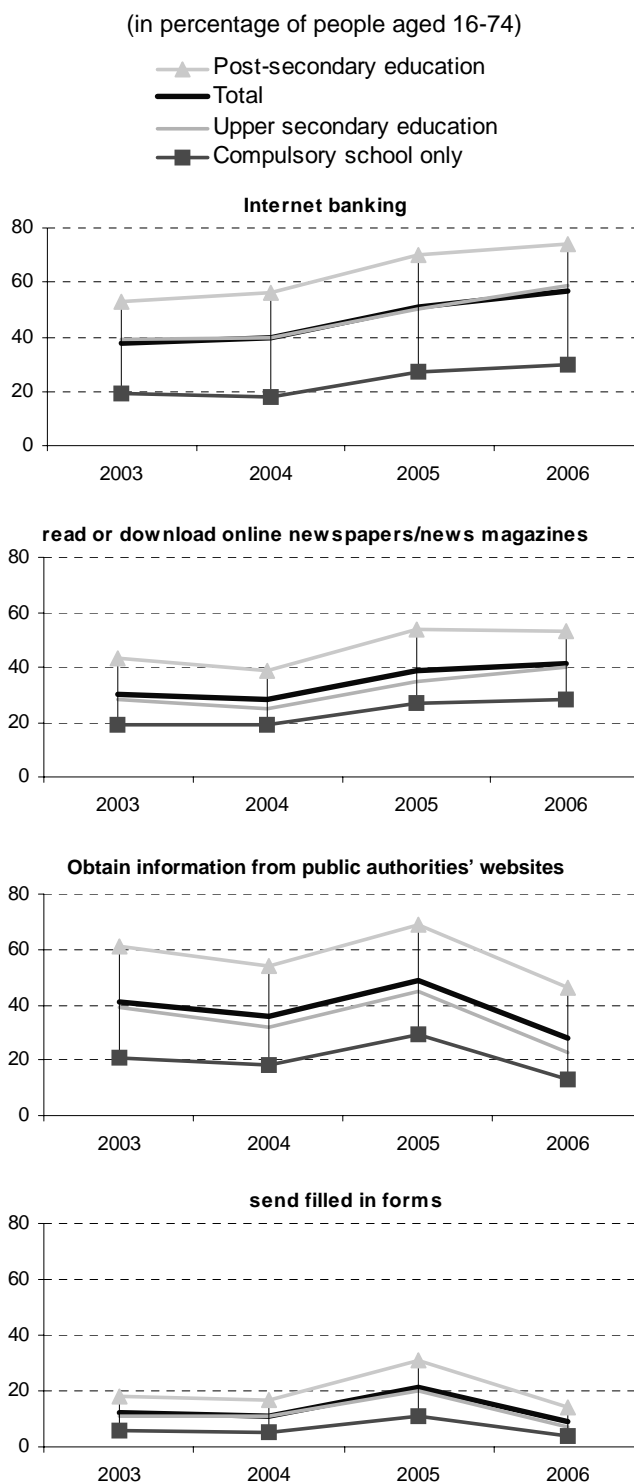 (in percentage of people aged 16-74)
Post-secondary education
Total
Upper secondary education
Compulsory school only
Internet banking
80
60
40
20
0
2003 2004 2005 2006
read or download online newspapers/news magazines
80
60
40
20
0
2003 2004 2005 2006
Obtain information from public authorities’ websites
80
60
40
20
0
2003 2004 2005 2006
send filled in forms
80
60
40
20
0
2003 2004 2005 2006